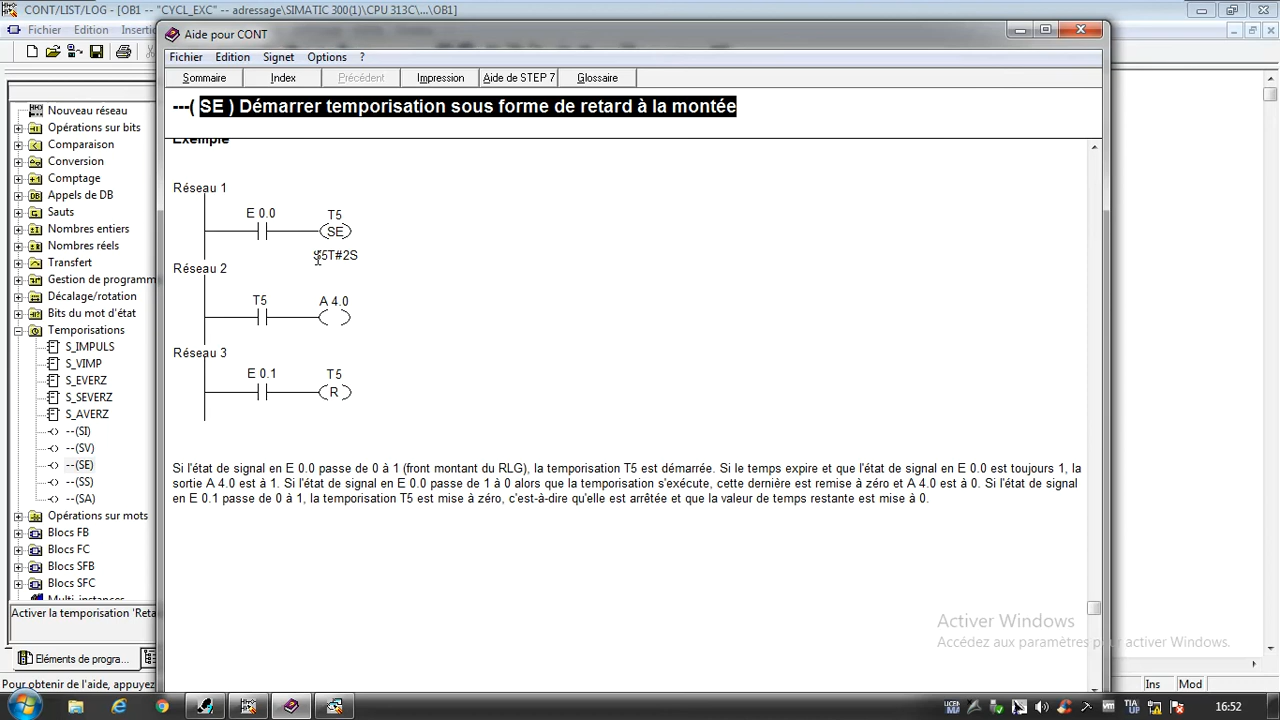 CONT/LIST/LOG - [OB1 -- "CYCL_EXC" -- adressage\SIMATIC 300(1)\CPU 313C\...\OB1]
Fichier Edition
Aide pour CONT
Fichier Edition Signet Options ?
Sommaire Index Précédent Impression Aide de STEP 7 Glossaire
---( SE ) Démarrer temporisation sous forme de retard à la montée
Exemple
Nouveau réseau
Opérations sur bits
Comparaison
Conversion
Comptage
Appels de DB
Sauts
Nombres entiers
Nombres réels
Transfert
Gestion de programm
Décalage/rotation
Bits du mot d'état
Temporisations
S_IMPULS
S_VIMP
S_EVERZ
S_SEVERZ
S_AVERZ
--(SI)
--(SV)
--(SE)
--(SS)
--(SA)
Opérations sur mots
Blocs FB
Blocs FC
Blocs SFB
Blocs SFC
Multi-instances
Activer la temporisation 'Reta
Eléments de progra...
Pour obtenir de l'aide, appuyez
Réseau 1
E 0.0 T5
SE
S5T#2S
Réseau 2
T5 A 4.0
Réseau 3
E 0.1 T5
R
Si l'état de signal en E 0.0 passe de 0 à 1 (front montant du RLG), la temporisation T5 est démarrée. Si le temps expire et que l'état de signal en E 0.0 est toujours 1, la
sortie A 4.0 est à 1. Si l'état de signal en E 0.0 passe de 1 à 0 alors que la temporisation s'exécute, cette dernière est remise à zéro et A 4.0 est à 0. Si l'état de signal
en E 0.1 passe de 0 à 1, la temporisation T5 est mise à zéro, c'est-à-dire qu'elle est arrêtée et que la valeur de temps restante est mise à 0.
Activer Windows
Accédez aux paramètres pour activer Windows.
Ins Mod
16:52